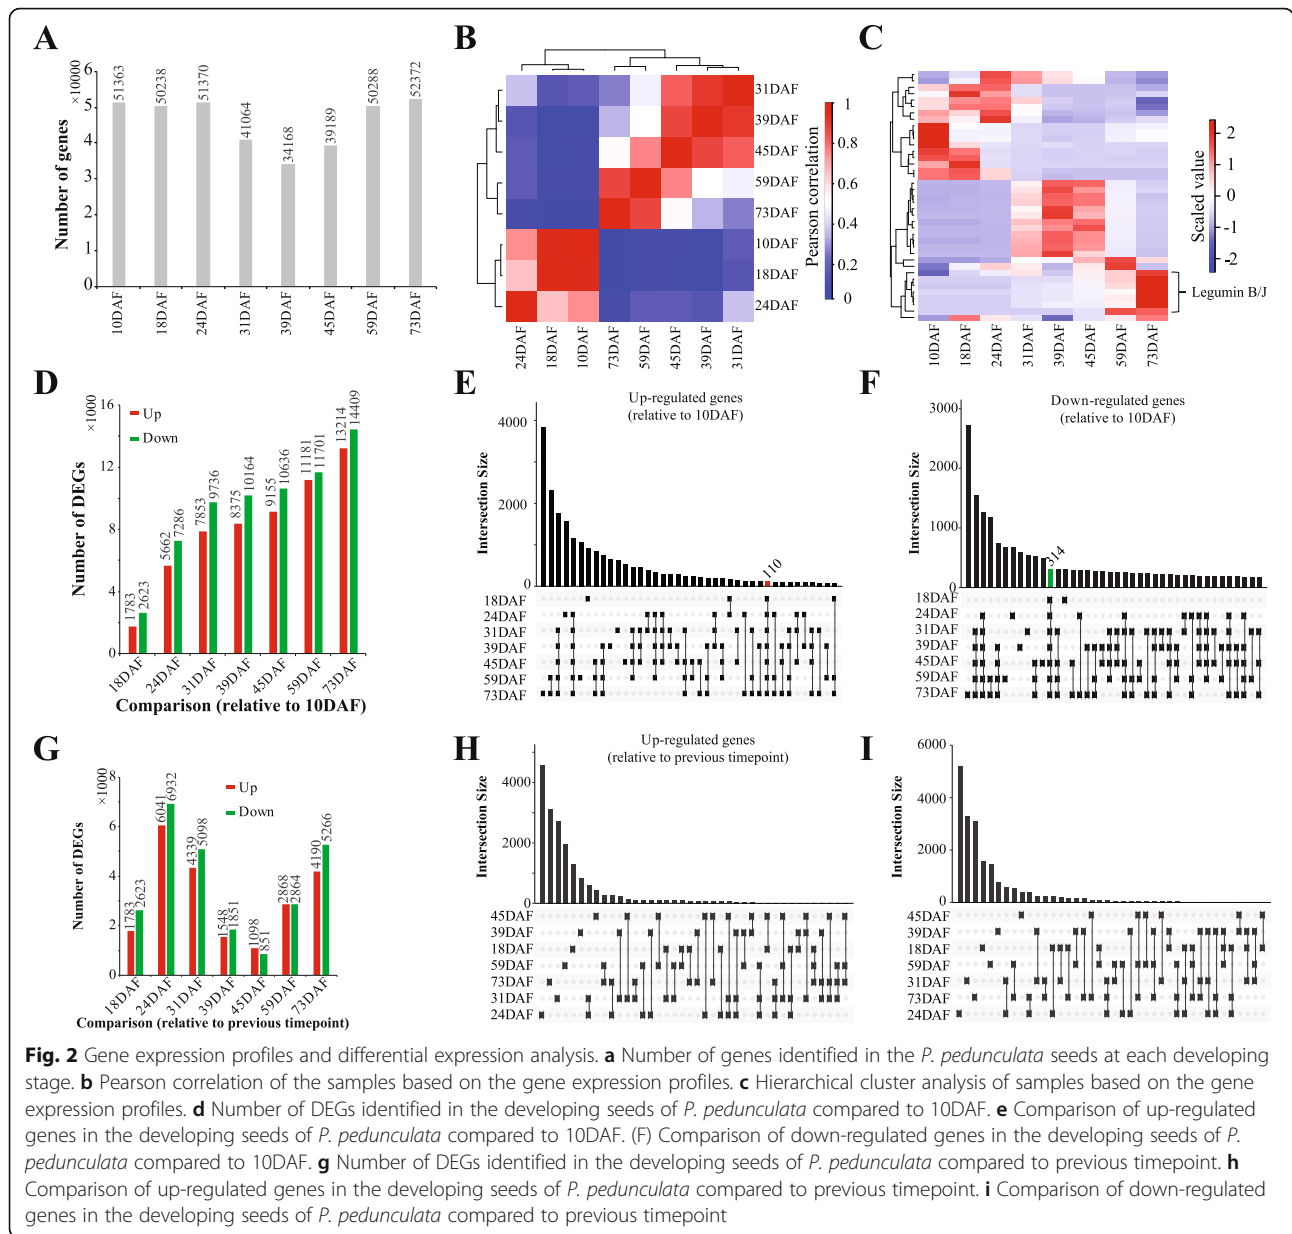 A
×10000
Number of genes
6
5
4
3
2
1
0
51363
50238
51370
41064
34168
39189
50288
52372
10DAF
18DAF
24DAF
31DAF
39DAF
45DAF
59DAF
73DAF
B
31DAF
39DAF
45DAF
59DAF
73DAF
10DAF
18DAF
24DAF
24DAF
18DAF
10DAF
73DAF
59DAF
45DAF
39DAF
31DAF
Pearson correlation
1
0.8
0.6
0.4
0.2
0
C
10DAF
18DAF
24DAF
31DAF
39DAF
45DAF
59DAF
73DAF
Scaled value
2
1
0
-1
-2
Legumin B/J
D
×1000
Number of DEGs
16
12
8
4
0
Up
Down
1783
2623
5662
7286
7853
9736
8375
10164
9155
10636
11181
11701
13214
14409
18DAF
24DAF
31DAF
39DAF
45DAF
59DAF
73DAF
Comparison (relative to 10DAF)
E
Up-regulated genes
(relative to 10DAF)
Intersection Size
4000
2000
0
110
18DAF
24DAF
31DAF
39DAF
45DAF
59DAF
73DAF
F
Down-regulated genes
(relative to 10DAF)
Intersection Size
3000
2000
1000
0
314
18DAF
24DAF
31DAF
39DAF
45DAF
59DAF
73DAF
G
×1000
Number of DEGs
8
6
4
2
0
Up
Down
1783
2623
6041
6932
4339
5098
1548
1851
1098
851
2868
2864
4190
5266
18DAF
24DAF
31DAF
39DAF
45DAF
59DAF
73DAF
Comparison (relative to previous timepoint)
H
Up-regulated genes
(relative to previous timepoint)
Intersection Size
4000
2000
0
45DAF
39DAF
18DAF
59DAF
73DAF
31DAF
24DAF
I
Intersection Size
6000
4000
2000
0
45DAF
39DAF
18DAF
59DAF
31DAF
73DAF
24DAF
Fig. 2 Gene expression profiles and differential expression analysis. a Number of genes identified in the P. pedunculata seeds at each developing
stage. b Pearson correlation of the samples based on the gene expression profiles. c Hierarchical cluster analysis of samples based on the gene
expression profiles. d Number of DEGs identified in the developing seeds of P. pedunculata compared to 10DAF. e Comparison of up-regulated
genes in the developing seeds of P. pedunculata compared to 10DAF. (F) Comparison of down-regulated genes in the developing seeds of P.
pedunculata compared to 10DAF. g Number of DEGs identified in the developing seeds of P. pedunculata compared to previous timepoint. h
Comparison of up-regulated genes in the developing seeds of P. pedunculata compared to previous timepoint. i Comparison of down-regulated
genes in the developing seeds of P. pedunculata compared to previous timepoint